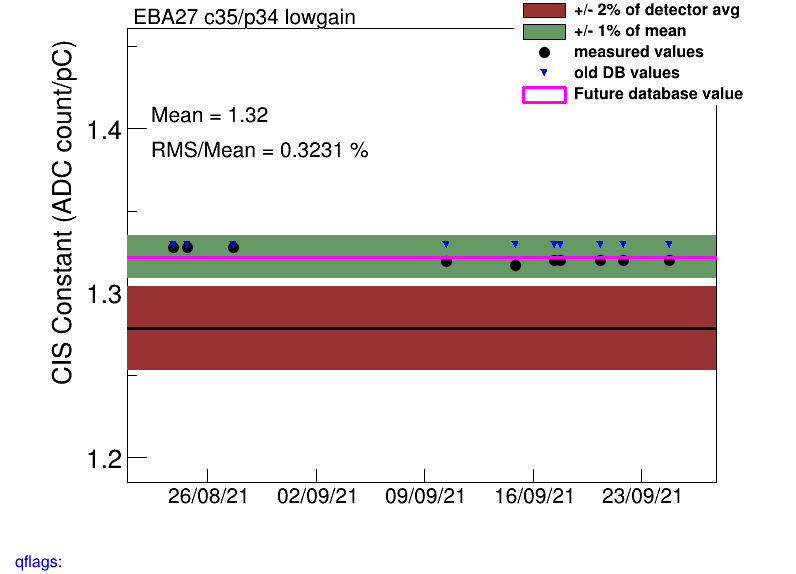 EBA27 c35/p34 lowgain
+/- 2% of detector avg
+/- 1% of mean
measured values
old DB values
Future database value
Mean = 1.32
RMS/Mean = 0.3231 %
CIS Constant (ADC count/pC)
1.4
1.3
1.2
26/08/21 02/09/21 09/09/21 16/09/21 23/09/21
qflags: